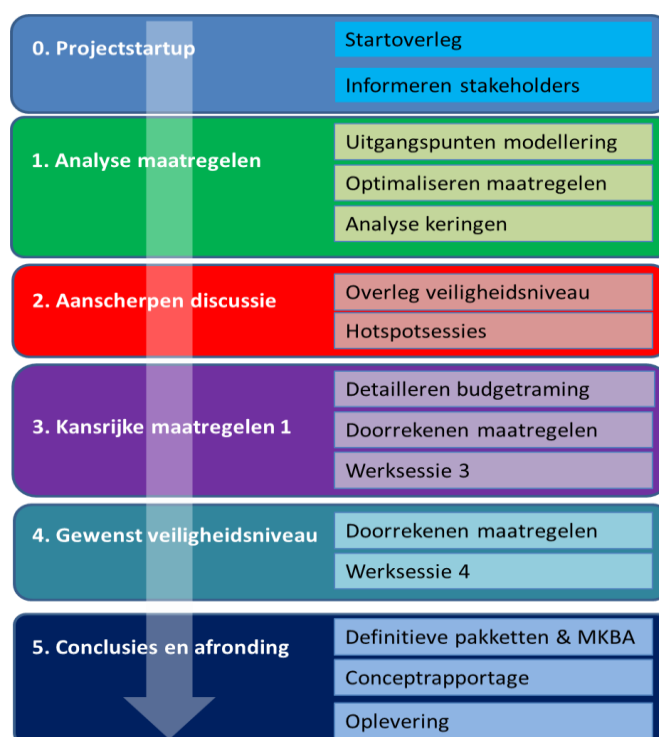 0. Projectstartup
Startoverleg
Informeren stakeholders
1. Analyse maatregelen
Uitgangspunten modellering
Optimaliseren maatregelen
Analyse keringen
2. Aanscherpen discussie
Overleg veiligheidsniveau
Hotspotsessies
3. Kansrijke maatregelen 1
Detailleren budgetraming
Doorrekenen maatregelen
Werksessie 3
4. Gewenst veiligheidsniveau
Doorrekenen maatregelen
Werksessie 4
5. Conclusies en afronding
Definitieve pakketten & MKBA
Conceptrapportage
Oplevering